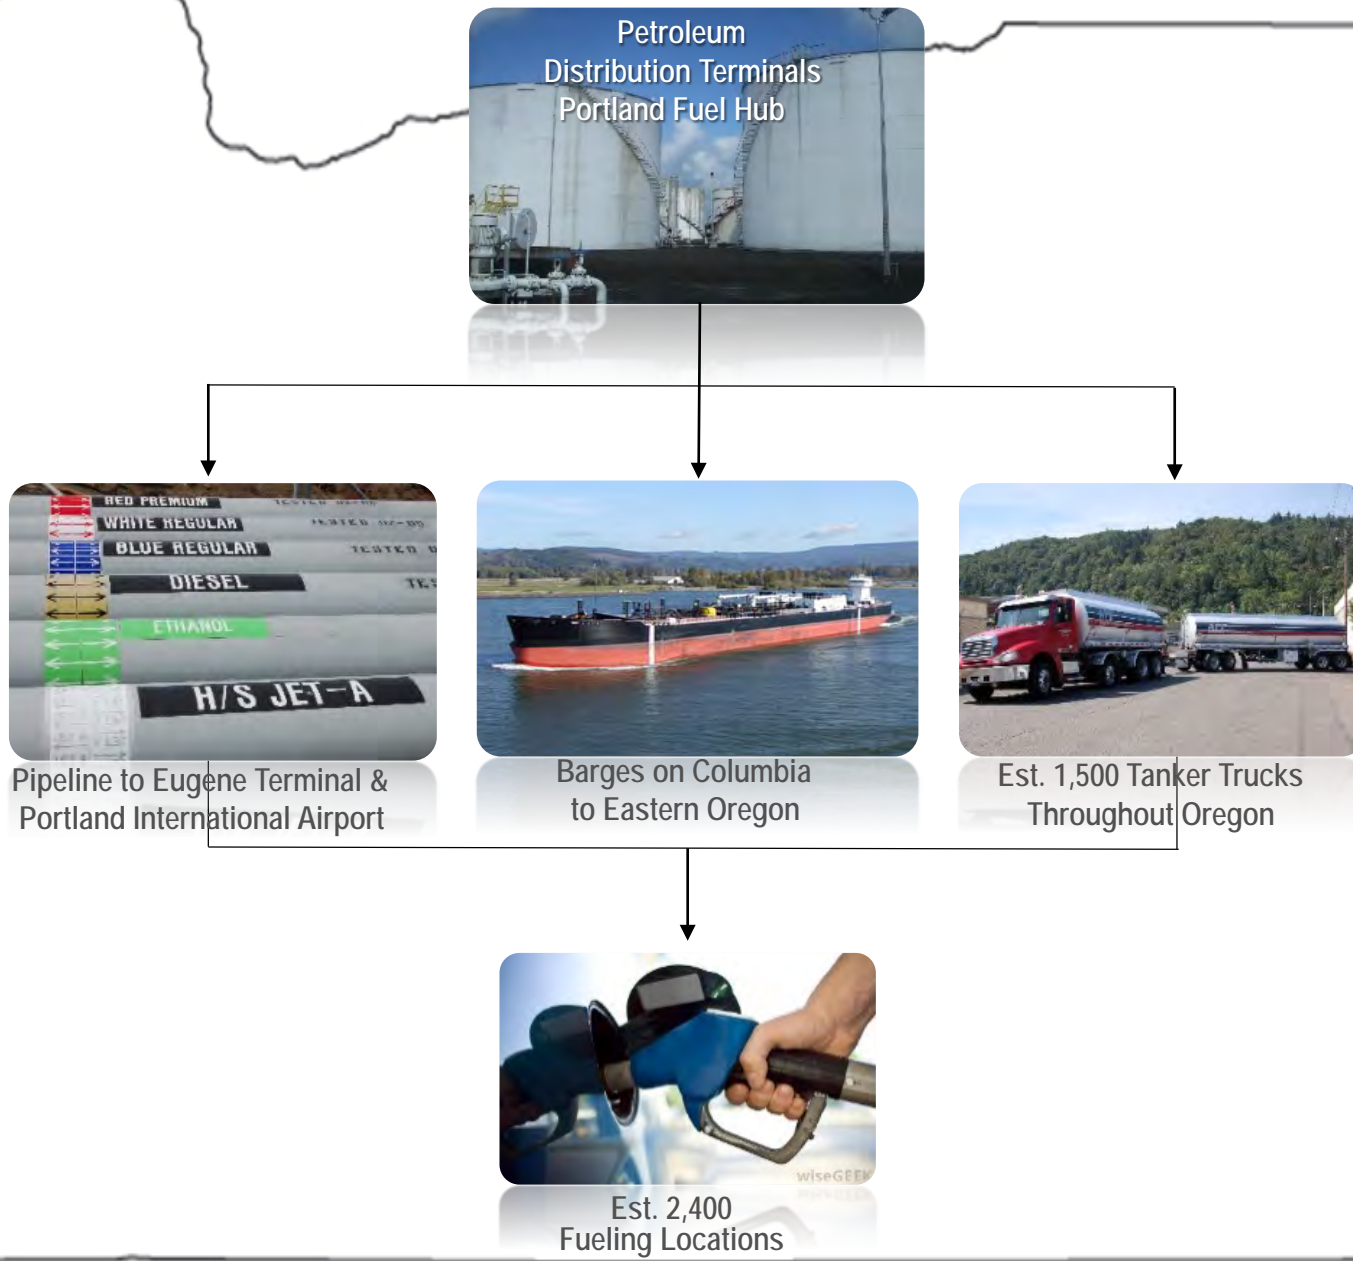 Petroleum
Distribution Terminals
Portland Fuel Hub
RED PREMIUM
WHITE REGULAR
BLUE REGULAR
DIESEL
ETHANOL
H/S JET-A
Pipeline to Eugene Terminal &
Portland International Airport
Barges on Columbia
to Eastern Oregon
Est. 1,500 Tanker Trucks
Throughout Oregon
wiseGEEK
Est. 2,400
Fueling Locations